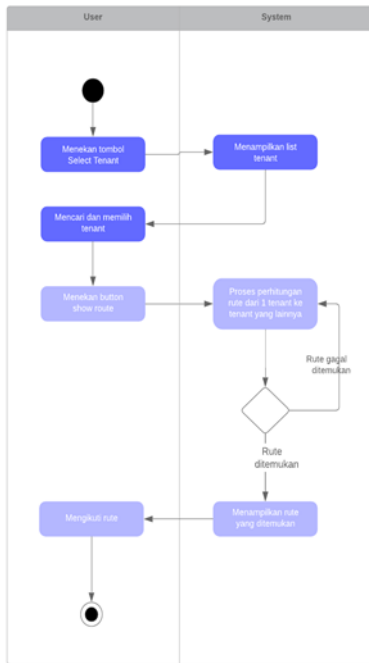 User
System
Menekan tombol
Select Tenant
Menampilkan list
tenant
Mencari dan memilih
tenant
Menekan button
show route
Proses perhitungan
rute dari 1 tenant ke
tenant yang lainnya
Rute gagal
ditemukan
Rute
ditemukan
Mengikuti rute
Menampilkan rute
yang ditemukan